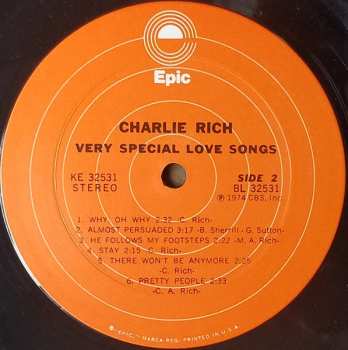 Epic
CHARLIE RICH
VERY SPECIAL LOVE SONGS
KE 32531 SIDE 2
STEREO BL 32531
Ⓟ 1974 CBS, Inc.
1. WHY, OH WHY 2:32 -C. Rich-
2. ALMOST PERSUADED 3:17 -B. Sherrill - G. Sutton-
3. HE FOLLOWS MY FOOTSTEPS 2:22 -M. A. Rich-
4. STAY 2:15 -C. Rich-
5. THERE WON'T BE ANYMORE 2:25
-C. Rich-
6. PRETTY PEOPLE 2:33
-C. A. Rich-
® "EPIC," MARCA REG. PRINTED IN U.S.A.